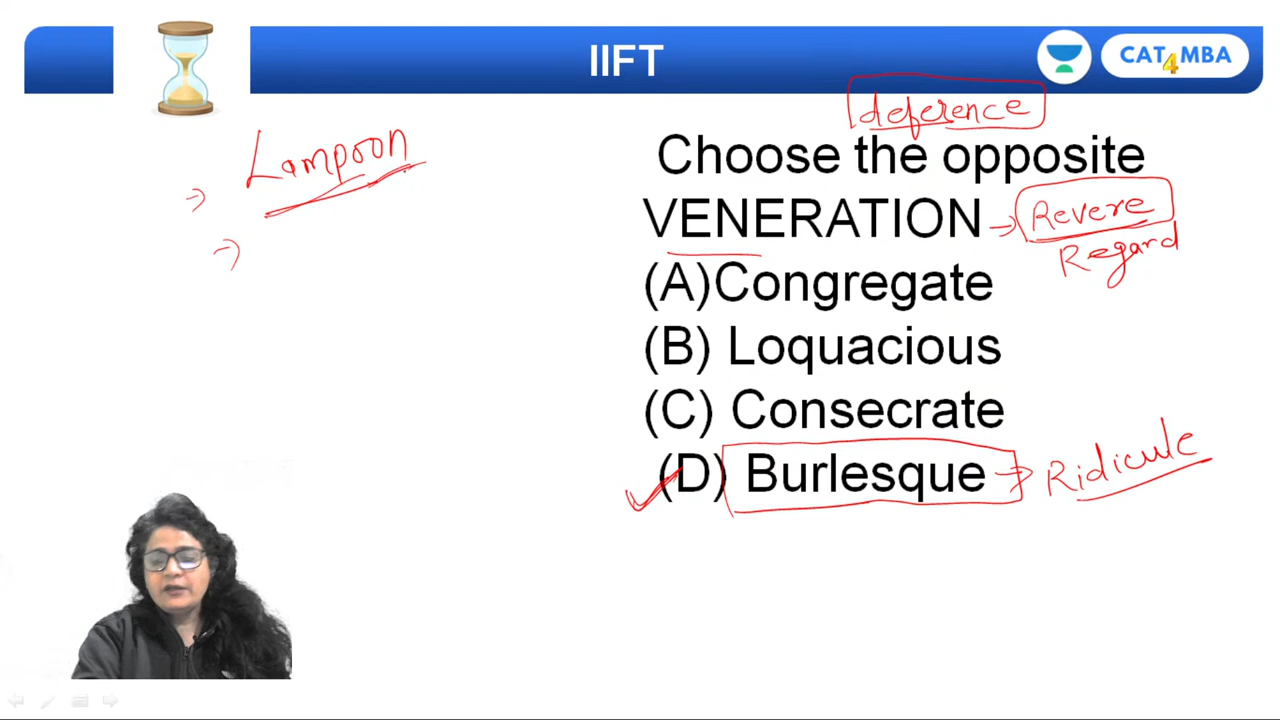 IIFT
CAT4MBA
deference
Lampoon
Choose the opposite
VENERATION → Revere
Regard
(A)Congregate
(B) Loquacious
(C) Consecrate
(D) Burlesque → Ridicule